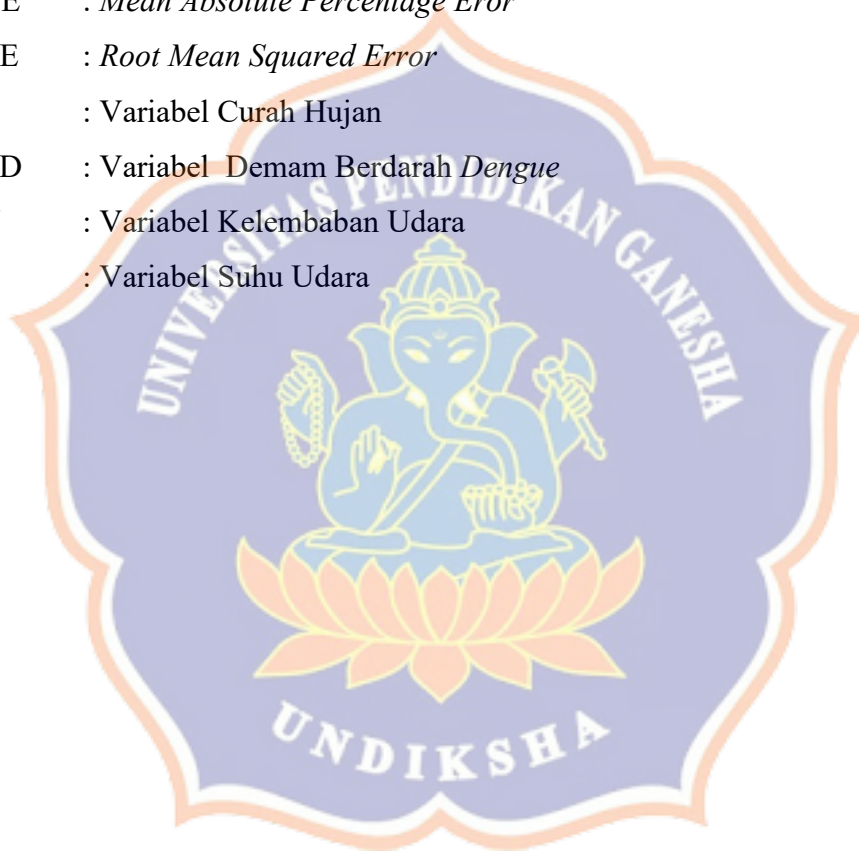 E : Mean Absolute Percentage Eror
E : Root Mean Squared Error
: Variabel Curah Hujan
D : Variabel Demam Berdarah Dengue
: Variabel Kelembaban Udara
: Variabel Suhu Udara
UNIVERSITAS PENDIDIKAN GANESHA
UNDIKSHA